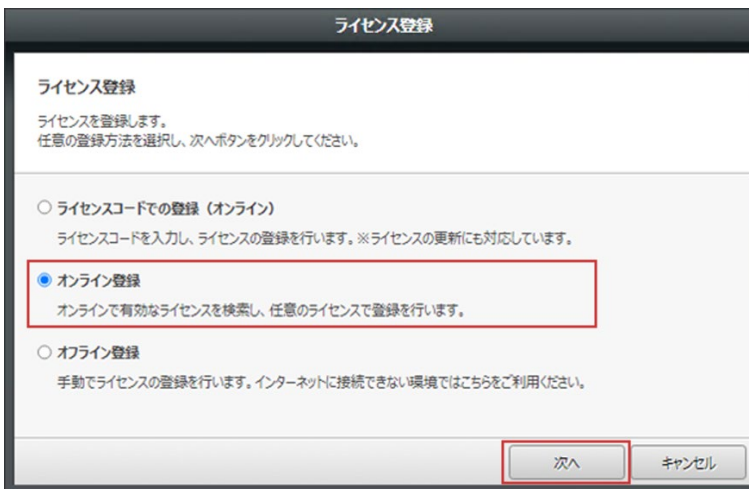 ライセンス登録
ライセンス登録
ライセンスを登録します。
任意の登録方法を選択し、次へボタンをクリックしてください。
ライセンスコードでの登録（オンライン）
ライセンスコードを入力し、ライセンスの登録を行います。※ライセンスの更新にも対応しています。
オンライン登録
オンラインで有効なライセンスを検索し、任意のライセンスで登録を行います。
オフライン登録
手動でライセンスの登録を行います。インターネットに接続できない環境ではこちらをご利用ください。
次へ
キャンセル